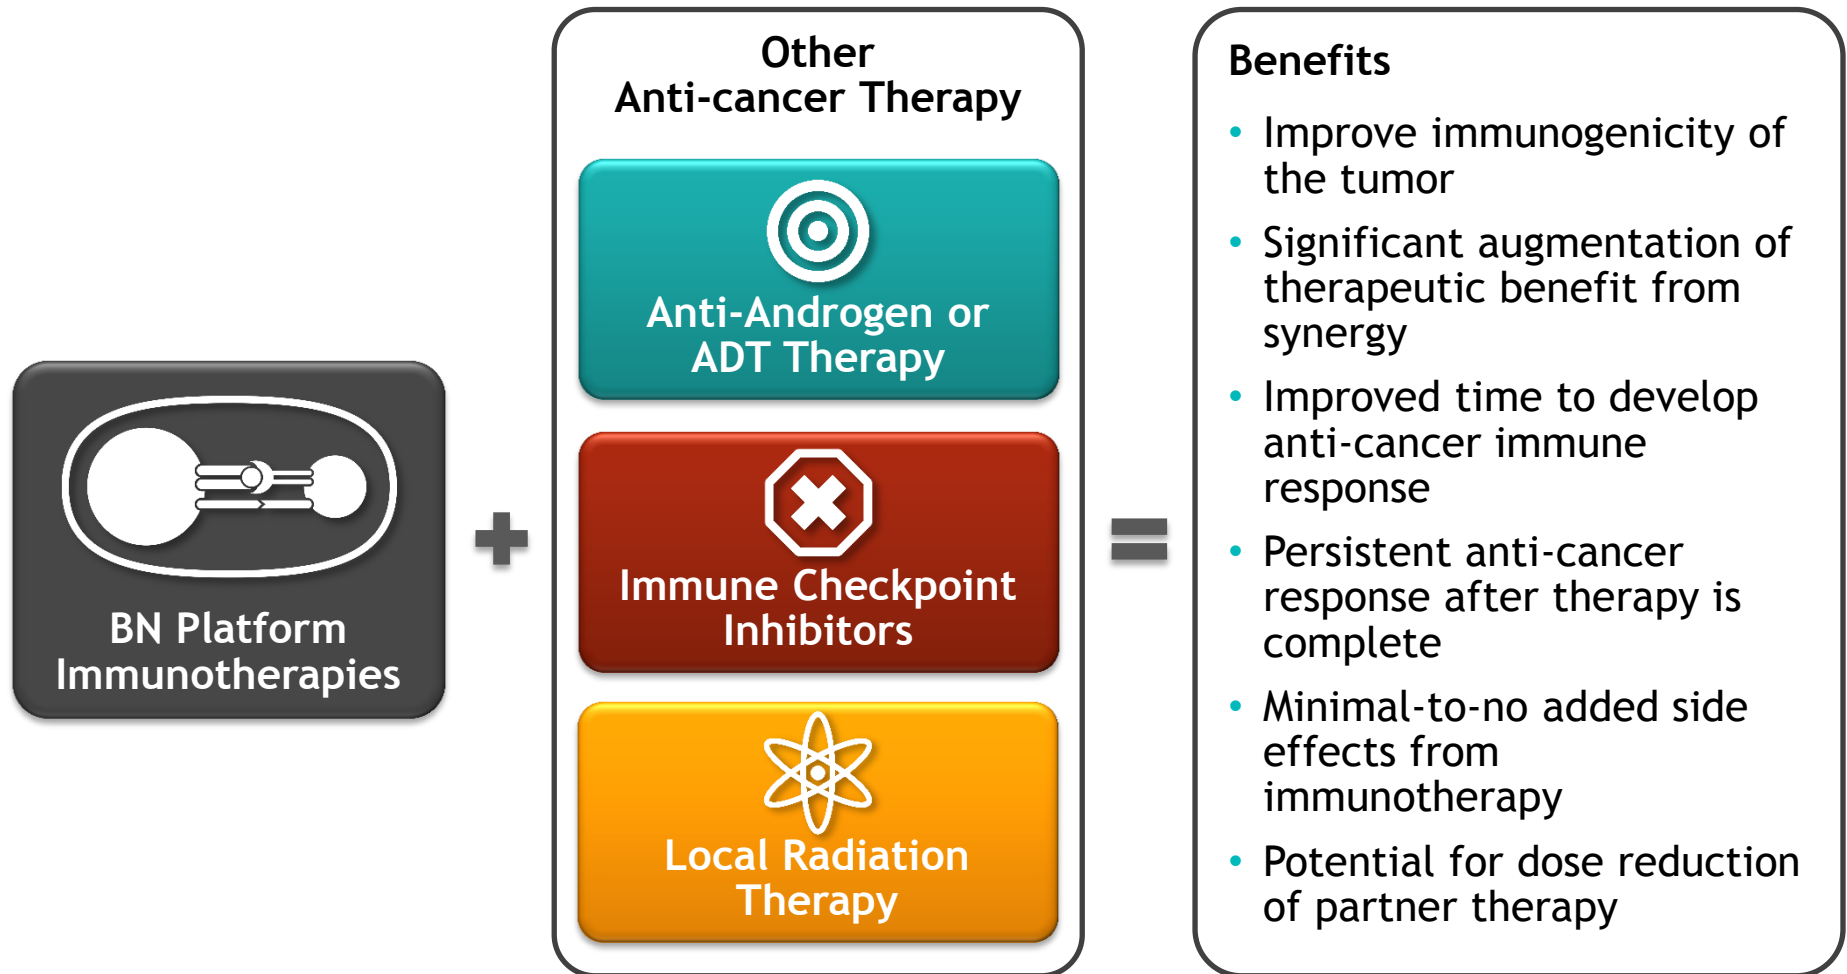 BN Platform
Immunotherapies
Other
Anti-cancer Therapy
Anti-Androgen or
ADT Therapy
Immune Checkpoint
Inhibitors
Local Radiation
Therapy
Benefits
• Improve immunogenicity of
the tumor
• Significant augmentation of
therapeutic benefit from
synergy
• Improved time to develop
anti-cancer immune
response
• Persistent anti-cancer
response after therapy is
complete
• Minimal-to-no added side
effects from
immunotherapy
• Potential for dose reduction
of partner therapy